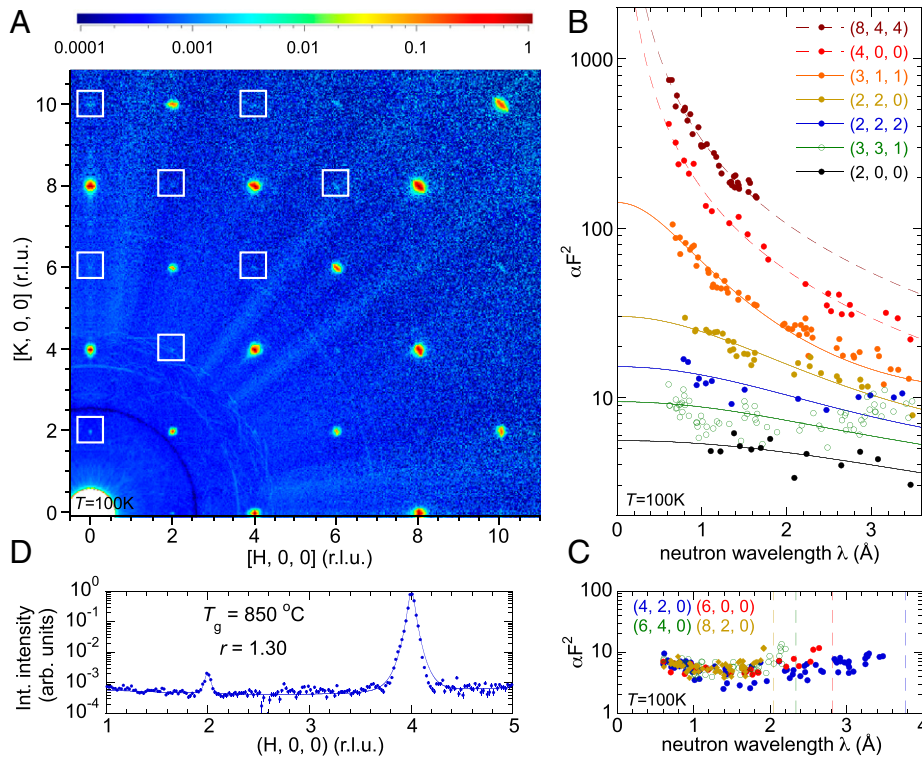 A
0.0001 0.001 0.01 0.1 1
[K, 0, 0] (r.l.u.)
10
8
6
4
2
0
T=100K
0 2 4 6 8 10
[H, 0, 0] (r.l.u.)
B
αF²
1000
100
10
(8, 4, 4)
(4, 0, 0)
(3, 1, 1)
(2, 2, 0)
(2, 2, 2)
(3, 3, 1)
(2, 0, 0)
T=100K
0 1 2 3
neutron wavelength λ (Å)
D
Int. intensity
(arb. units)
10⁰
10⁻¹
10⁻²
10⁻³
10⁻⁴
Tg = 850 °C
r = 1.30
1 2 3 4 5
(H, 0, 0) (r.l.u.)
C
αF²
100
10
1
(4, 2, 0) (6, 0, 0)
(6, 4, 0) (8, 2, 0)
T=100K
0 1 2 3 4
neutron wavelength λ (Å)